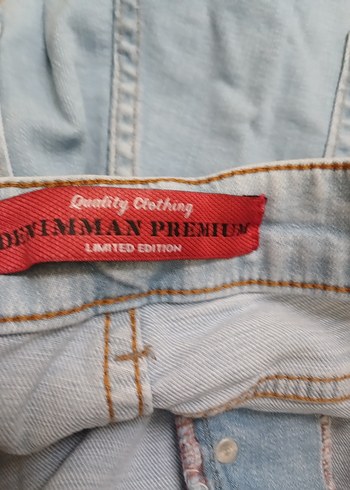 Quality Clothing
DENIMMAN PREMIUM
LIMITED EDITION